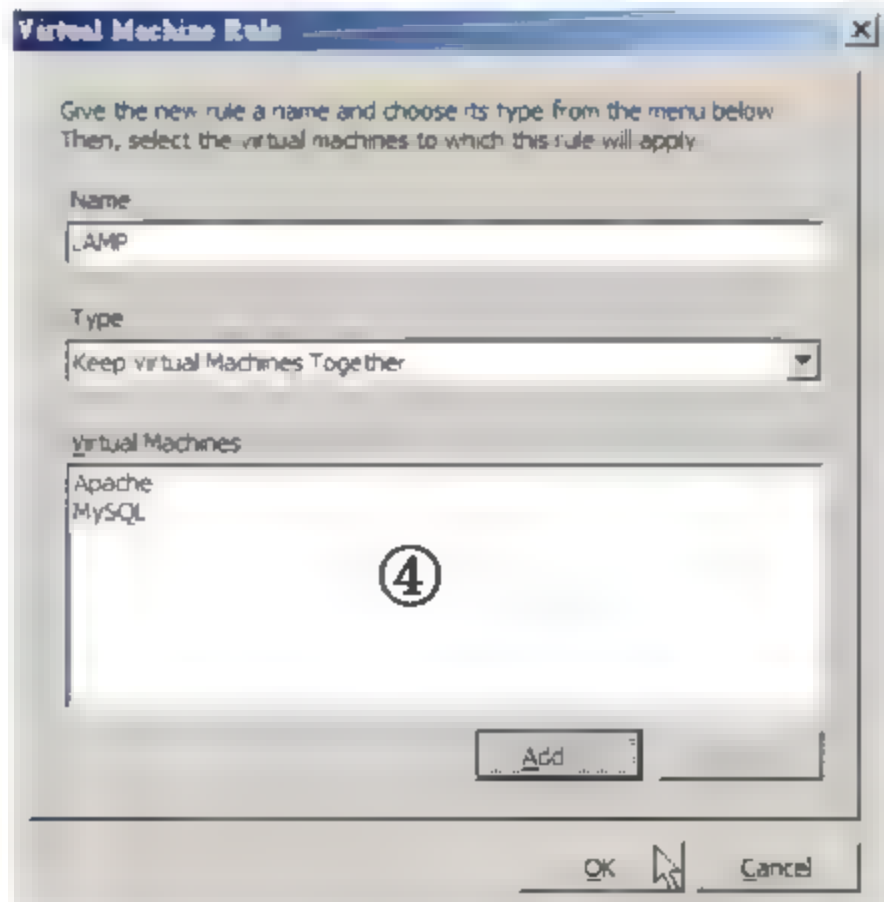 Virtual Machine Rule
Give the new rule a name and choose its type from the menu below
Then, select the virtual machines to which this rule will apply
Name
LAMP
Type
Keep Virtual Machines Together
Virtual Machines
Apache
MySQL
④
Add
OK Cancel